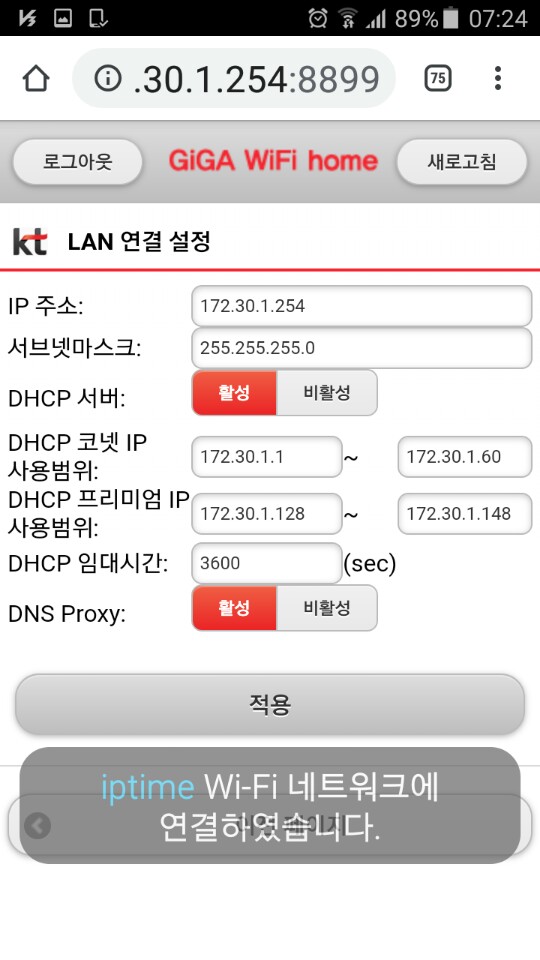 89% 07:24
.30.1.254:8899
75
로그아웃
GiGA WiFi home
새로고침
kt LAN 연결 설정
IP 주소: 172.30.1.254
서브넷마스크: 255.255.255.0
DHCP 서버: 활성 비활성
DHCP 코넷 IP
사용범위: 172.30.1.1 ~ 172.30.1.60
DHCP 프리미엄 IP
사용범위: 172.30.1.128 ~ 172.30.1.148
DHCP 임대시간: 3600 (sec)
DNS Proxy: 활성 비활성
적용
iptime Wi-Fi 네트워크에
연결하였습니다.